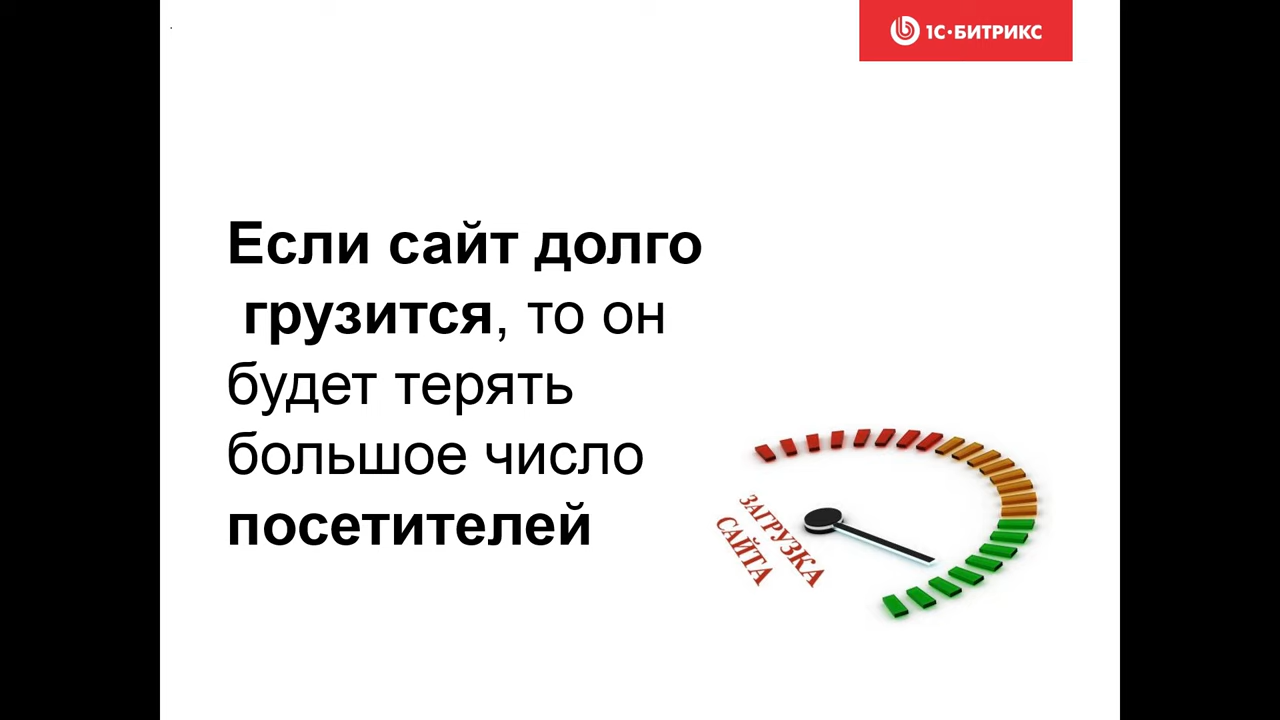 1С·БИТРИКС
Если сайт долго
грузится, то он
будет терять
большое число
посетителей
ЗАГРУЗКА
САЙТА